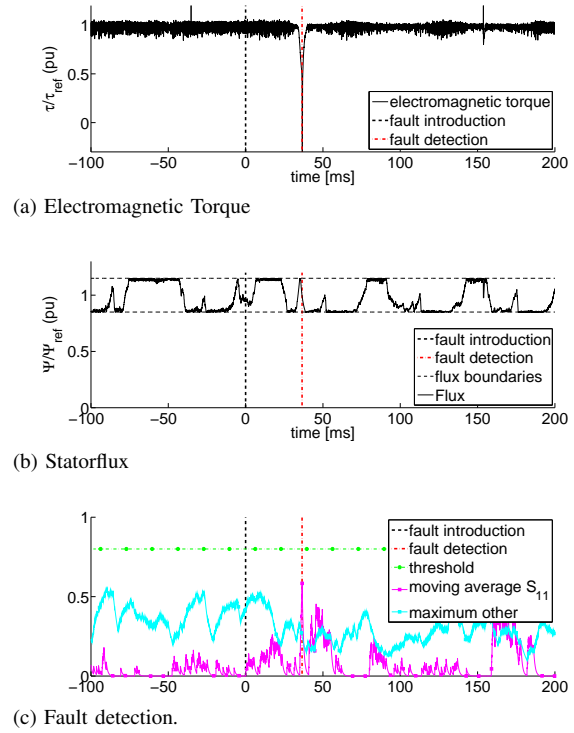 1
0.5
0
τ/τref (pu)
−100 −50 0 50 100 150 200
time [ms]
electromagnetic torque
fault introduction
fault detection
(a) Electromagnetic Torque
1
0.5
0
Ψ/Ψref (pu)
−100 −50 0 50 100 150 200
time [ms]
fault introduction
fault detection
flux boundaries
Flux
(b) Statorflux
1
0.5
0
−100 −50 0 50 100 150 200
time [ms]
fault introduction
fault detection
threshold
moving average S11
maximum other
(c) Fault detection.